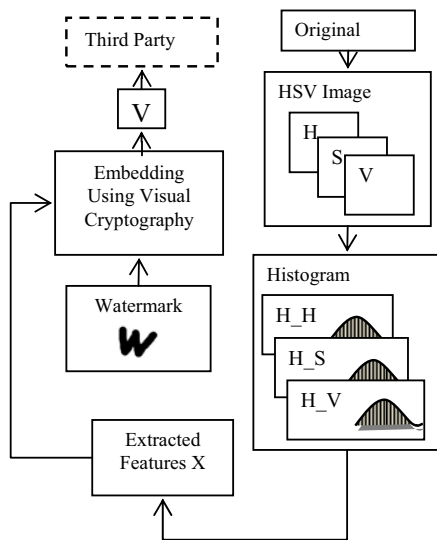 Third Party
V
Embedding
Using Visual
Cryptography
Watermark
W
Extracted
Features X
Original
HSV Image
H
S
V
Histogram
H_H
H_S
H_V